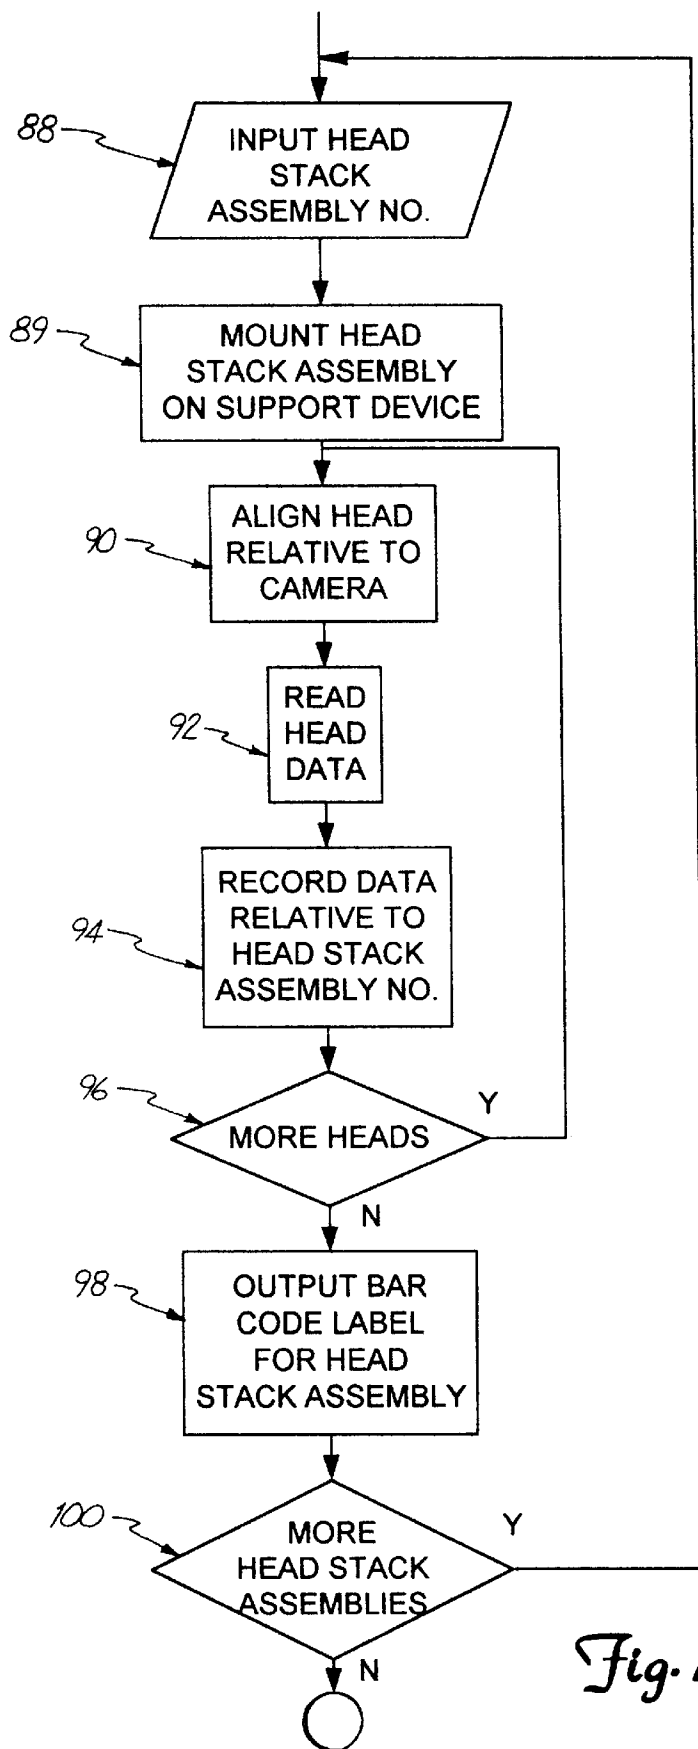 88
INPUT HEAD
STACK
ASSEMBLY NO.
89
MOUNT HEAD
STACK ASSEMBLY
ON SUPPORT DEVICE
90
ALIGN HEAD
RELATIVE TO
CAMERA
92
READ
HEAD
DATA
94
RECORD DATA
RELATIVE TO
HEAD STACK
ASSEMBLY NO.
96
MORE HEADS
Y
N
98
OUTPUT BAR
CODE LABEL
FOR HEAD
STACK ASSEMBLY
100
MORE
HEAD STACK
ASSEMBLIES
Y
N
Fig.